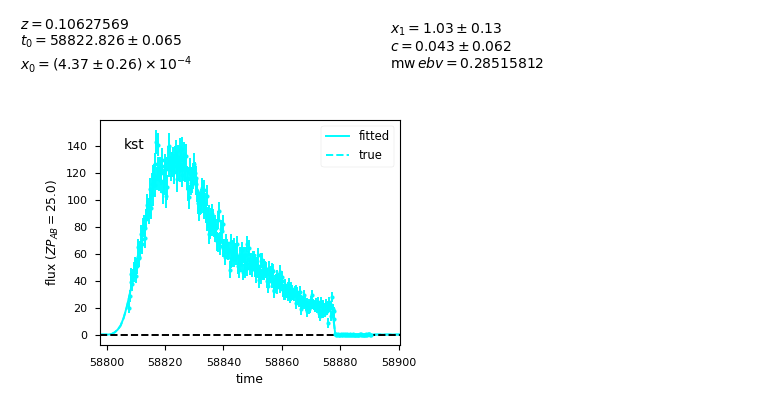 z = 0.10627569
t₀ = 58822.826 ± 0.065
x₀ = (4.37 ± 0.26) × 10⁻⁴
x₁ = 1.03 ± 0.13
c = 0.043 ± 0.062
mw ebv = 0.28515812
kst
fitted
true
flux (ZP_AB = 25.0)
140
120
100
80
60
40
20
0
58800 58820 58840 58860 58880 58900
time